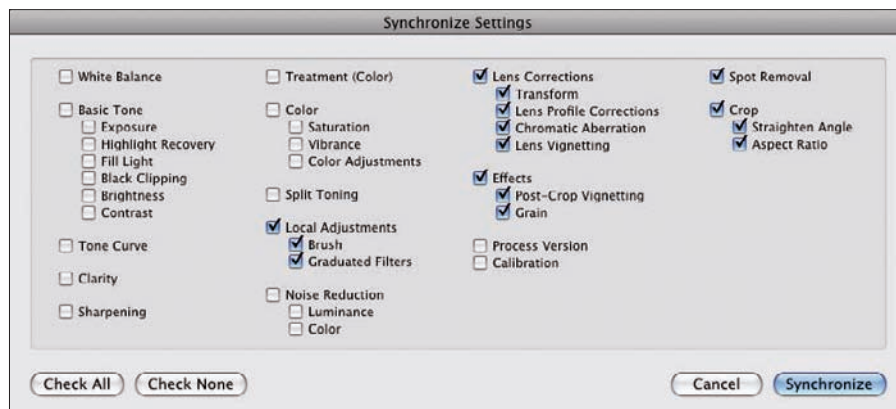 Synchronize Settings
White Balance
Basic Tone
Exposure
Highlight Recovery
Fill Light
Black Clipping
Brightness
Contrast
Tone Curve
Clarity
Sharpening
Treatment (Color)
Color
Saturation
Vibrance
Color Adjustments
Split Toning
Local Adjustments
Brush
Graduated Filters
Noise Reduction
Luminance
Color
Lens Corrections
Transform
Lens Profile Corrections
Chromatic Aberration
Lens Vignetting
Effects
Post-Crop Vignetting
Grain
Process Version
Calibration
Spot Removal
Crop
Straighten Angle
Aspect Ratio
Check All
Check None
Cancel
Synchronize